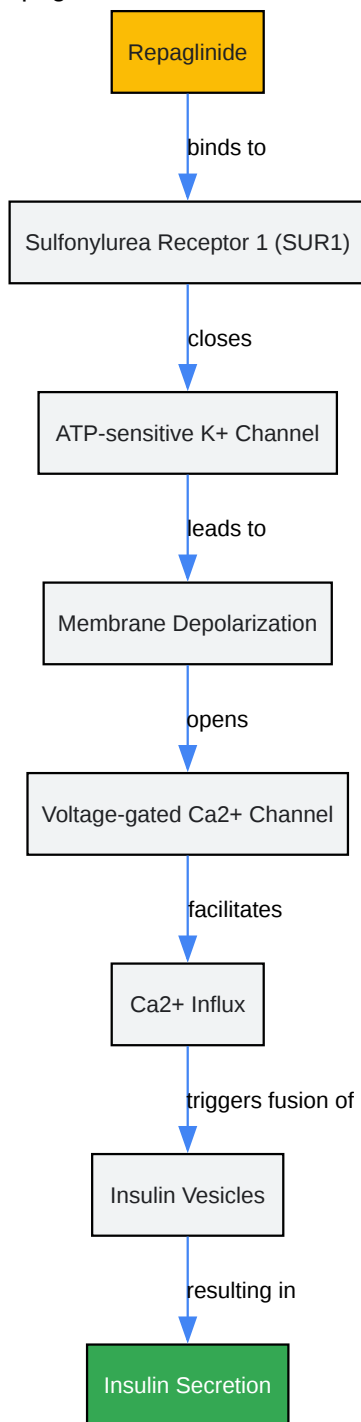 Repaglinide
binds to
Sulfonylurea Receptor 1 (SUR1)
closes
ATP-sensitive K+ Channel
leads to
Membrane Depolarization
opens
Voltage-gated Ca2+ Channel
facilitates
Ca2+ Influx
triggers fusion of
Insulin Vesicles
resulting in
Insulin Secretion